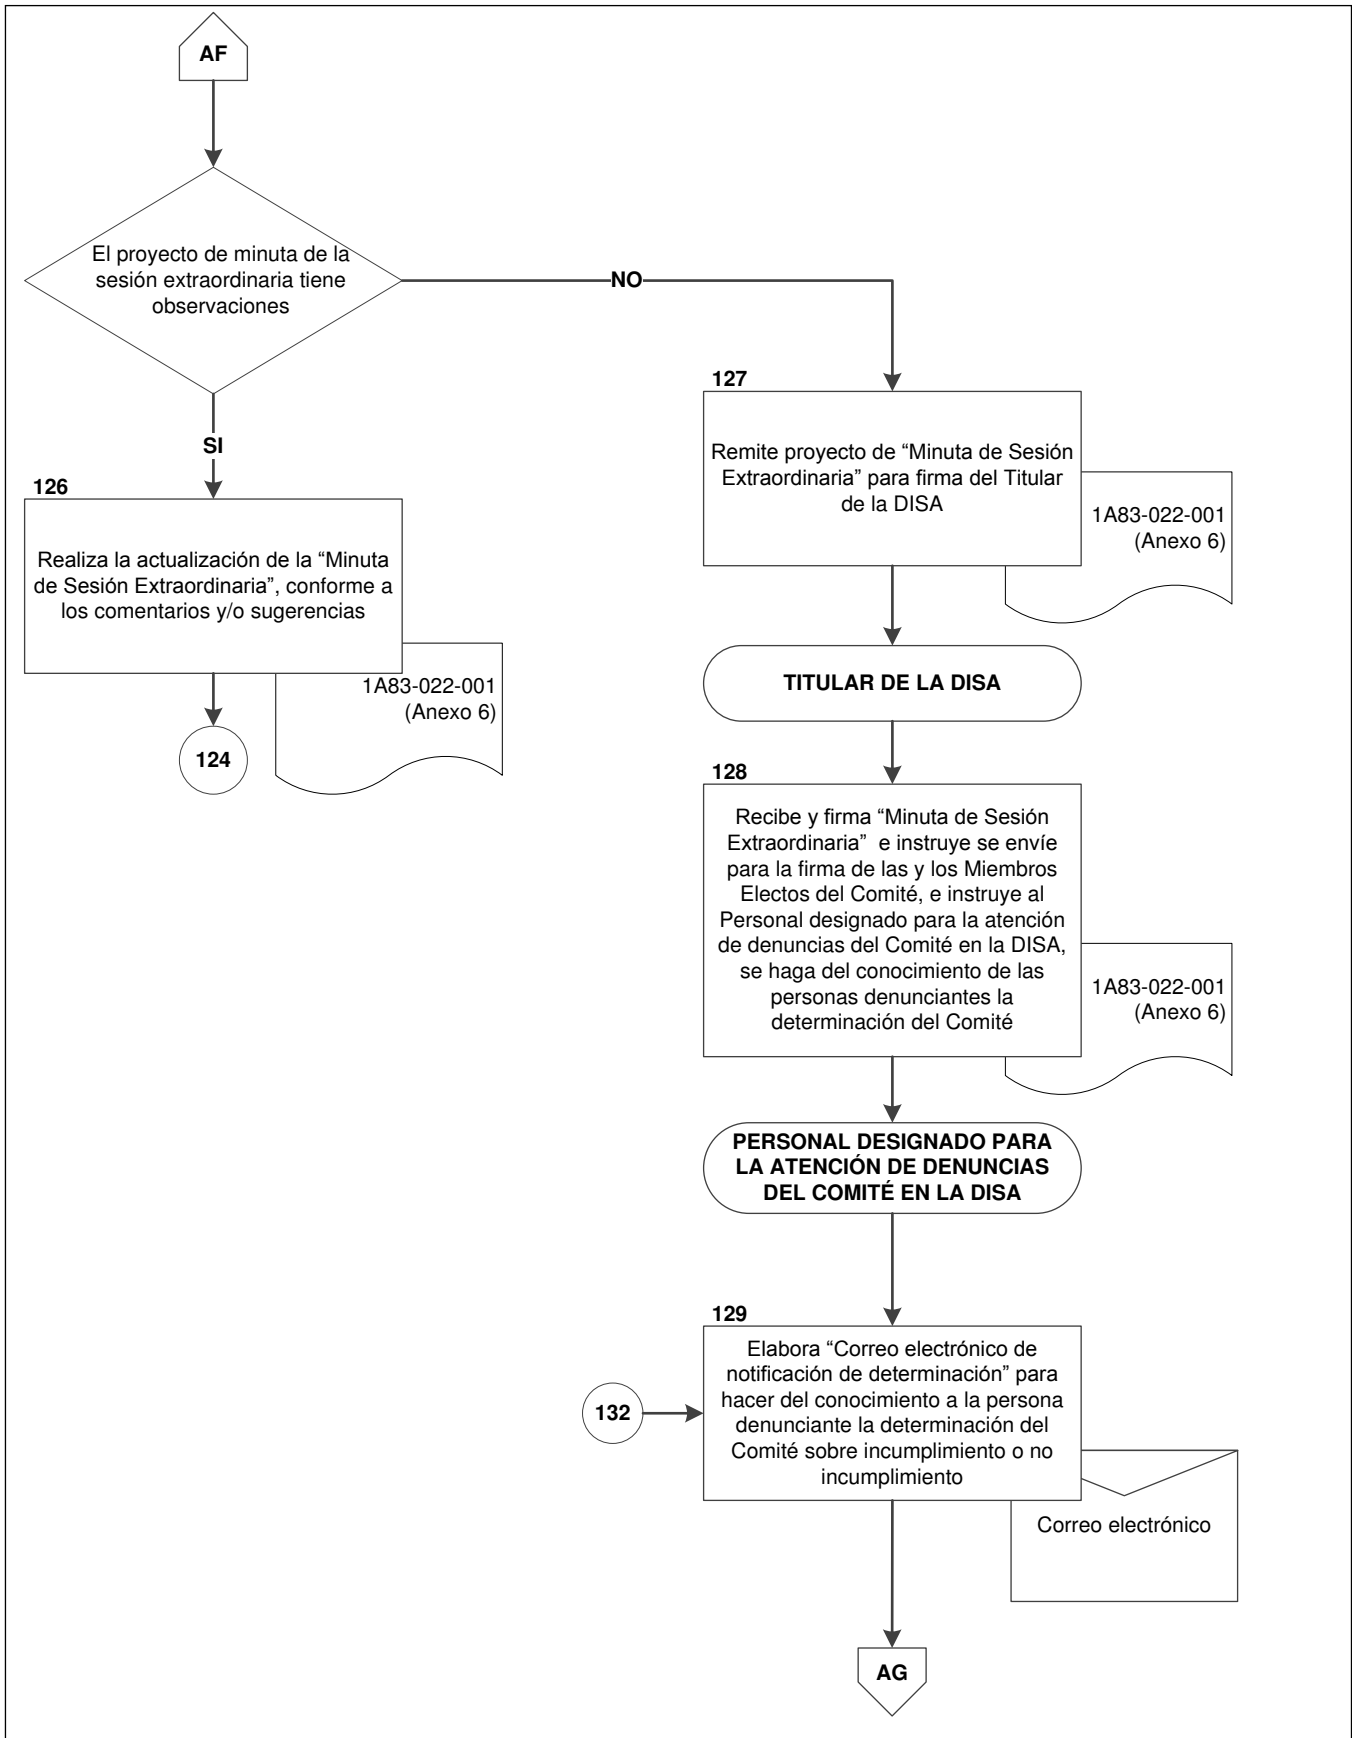 AF
El proyecto de minuta de la
sesión extraordinaria tiene
observaciones
NO
SI
126
Realiza la actualización de la “Minuta
de Sesión Extraordinaria”, conforme a
los comentarios y/o sugerencias
1A83-022-001
(Anexo 6)
124
127
Remite proyecto de “Minuta de Sesión
Extraordinaria” para firma del Titular
de la DISA
1A83-022-001
(Anexo 6)
TITULAR DE LA DISA
128
Recibe y firma “Minuta de Sesión
Extraordinaria” e instruye se envíe
para la firma de las y los Miembros
Electos del Comité, e instruye al
Personal designado para la atención
de denuncias del Comité en la DISA,
se haga del conocimiento de las
personas denunciantes la
determinación del Comité
1A83-022-001
(Anexo 6)
PERSONAL DESIGNADO PARA
LA ATENCIÓN DE DENUNCIAS
DEL COMITÉ EN LA DISA
129
Elabora “Correo electrónico de
notificación de determinación” para
hacer del conocimiento a la persona
denunciante la determinación del
Comité sobre incumplimiento o no
incumplimiento
132
Correo electrónico
AG